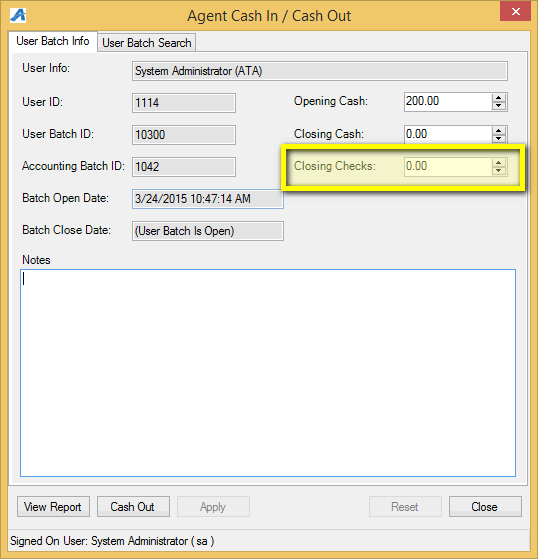 Agent Cash In / Cash Out
User Batch Info
User Batch Search
User Info: System Administrator (ATA)
User ID: 1114 Opening Cash: 200.00
User Batch ID: 10300 Closing Cash: 0.00
Accounting Batch ID: 1042 Closing Checks: 0.00
Batch Open Date: 3/24/2015 10:47:14 AM
Batch Close Date: (User Batch Is Open)
Notes
View Report Cash Out Apply Reset Close
Signed On User: System Administrator ( sa )